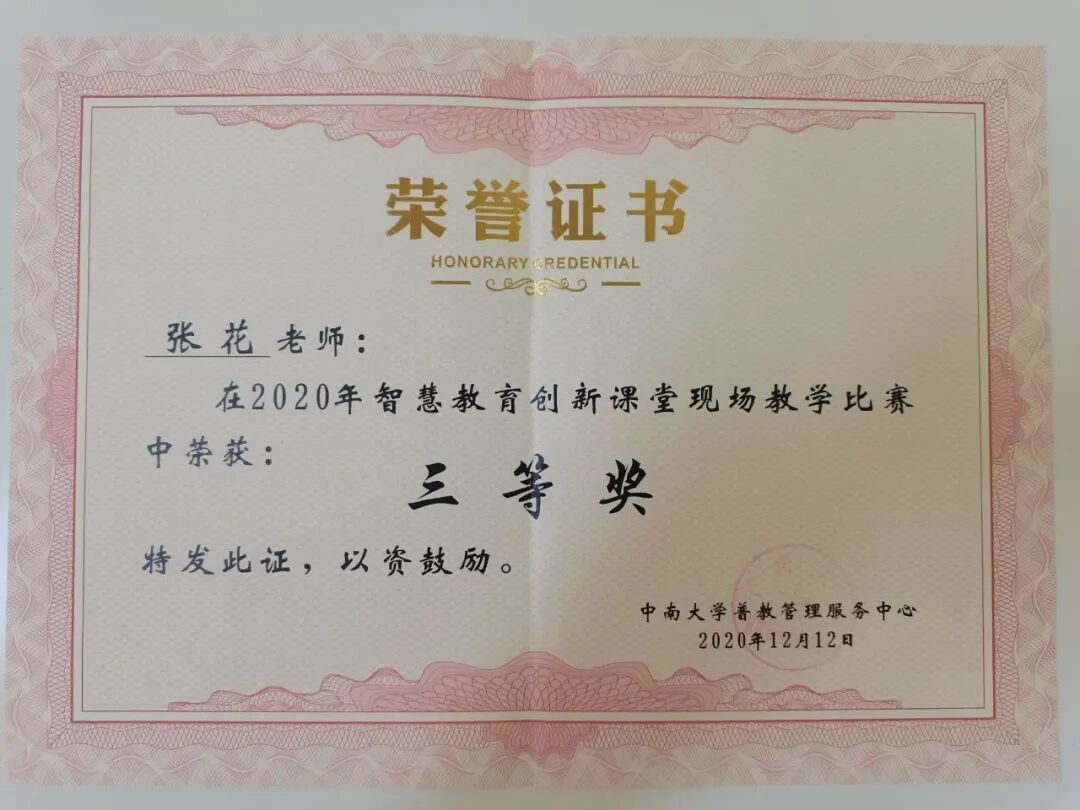 荣誉证书
HONORARY CREDENTIAL
张花老师：
在2020年智慧教育创新课堂现场教学比赛
中荣获：
三等奖
特发此证，以资鼓励。
中南大学普教管理服务中心
2020年12月12日